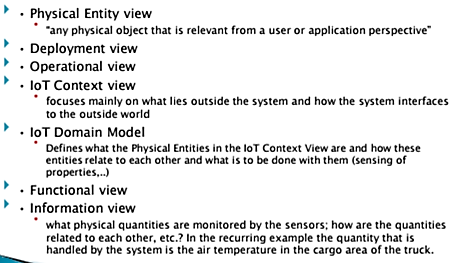 • Physical Entity view
• "any physical object that is relevant from a user or application perspective"
• Deployment view
• Operational view
• IoT Context view
• focuses mainly on what lies outside the system and how the system interfaces
to the outside world
• IoT Domain Model
• Defines what the Physical Entities in the IoT Context View are and how these
entities relate to each other and what is to be done with them (sensing of
properties,..)
• Functional view
• Information view
• what physical quantities are monitored by the sensors; how are the quantities
related to each other, etc.? In the recurring example the quantity that is
handled by the system is the air temperature in the cargo area of the truck.